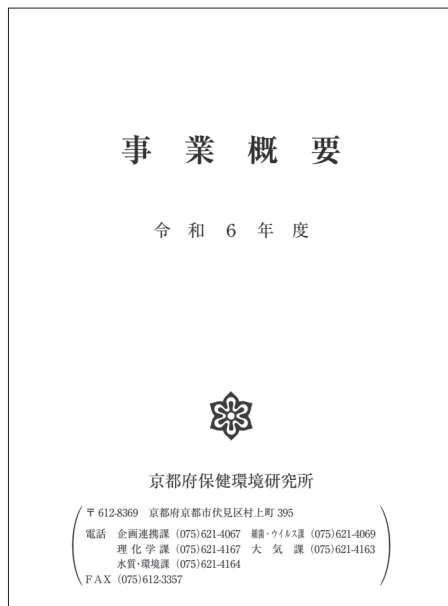 事業概要
令和6年度
京都府保健環境研究所
〒612-8369 京都府京都市伏見区村上町 395
電話 企画連携課 (075)621-4067 細菌・ウイルス課 (075)621-4069
理化学課 (075)621-4167 大気課 (075)621-4163
水質・環境課 (075)621-4164
FAX (075)612-3357